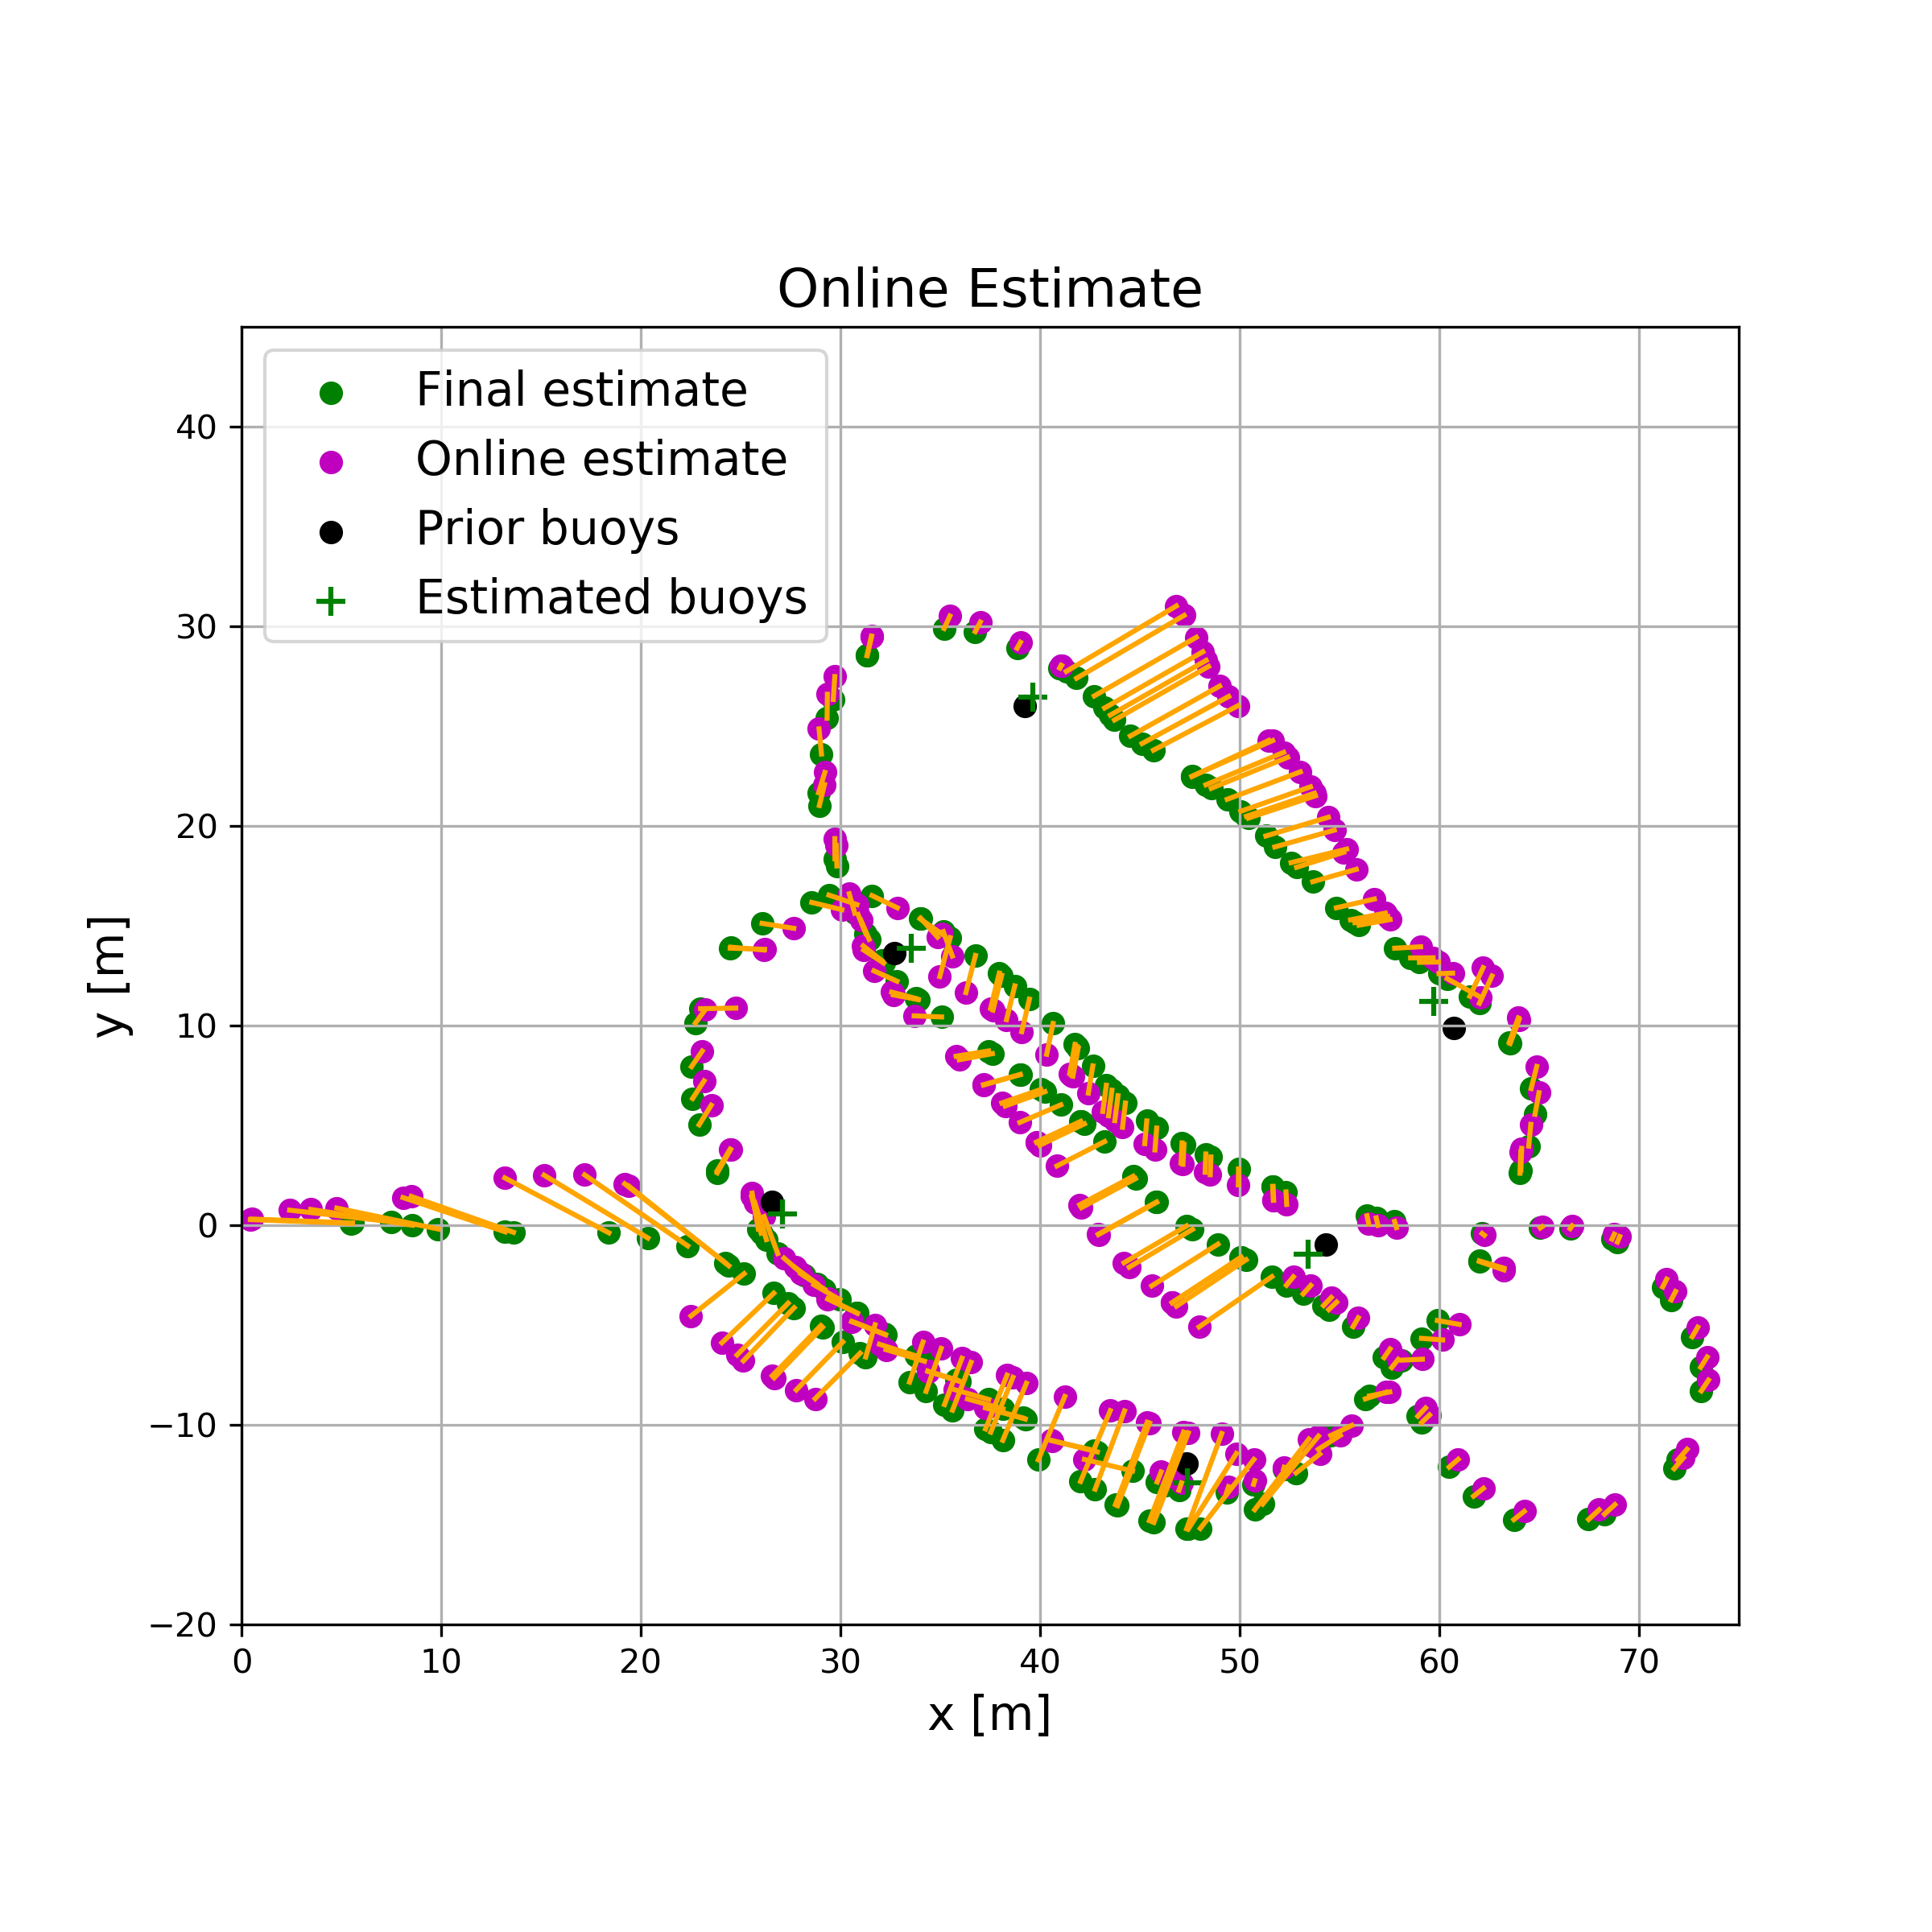 Online Estimate
Final estimate
Online estimate
Prior buoys
Estimated buoys
40
30
20
10
0
−10
−20
y [m]
0 10 20 30 40 50 60 70
x [m]